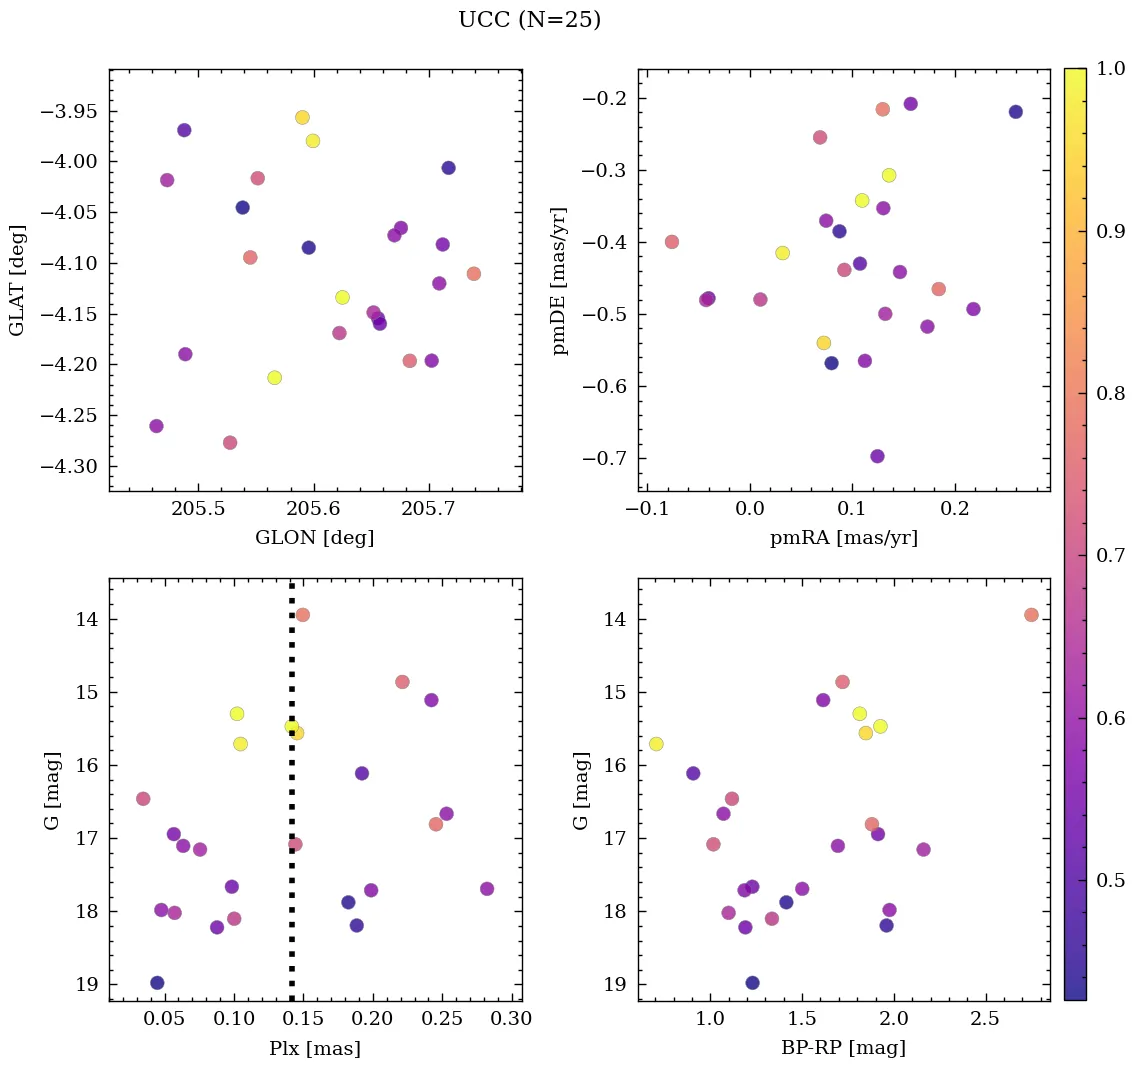 UCC (N=25)
−3.95
−4.00
−4.05
−4.10
−4.15
−4.20
−4.25
−4.30
GLAT [deg]
205.5 205.6 205.7
GLON [deg]
−0.2
−0.3
−0.4
−0.5
−0.6
−0.7
pmDE [mas/yr]
−0.1 0.0 0.1 0.2
pmRA [mas/yr]
14
15
16
17
18
19
G [mag]
0.05 0.10 0.15 0.20 0.25 0.30
Plx [mas]
14
15
16
17
18
19
G [mag]
1.0 1.5 2.0 2.5
BP-RP [mag]
1.0
0.9
0.8
0.7
0.6
0.5